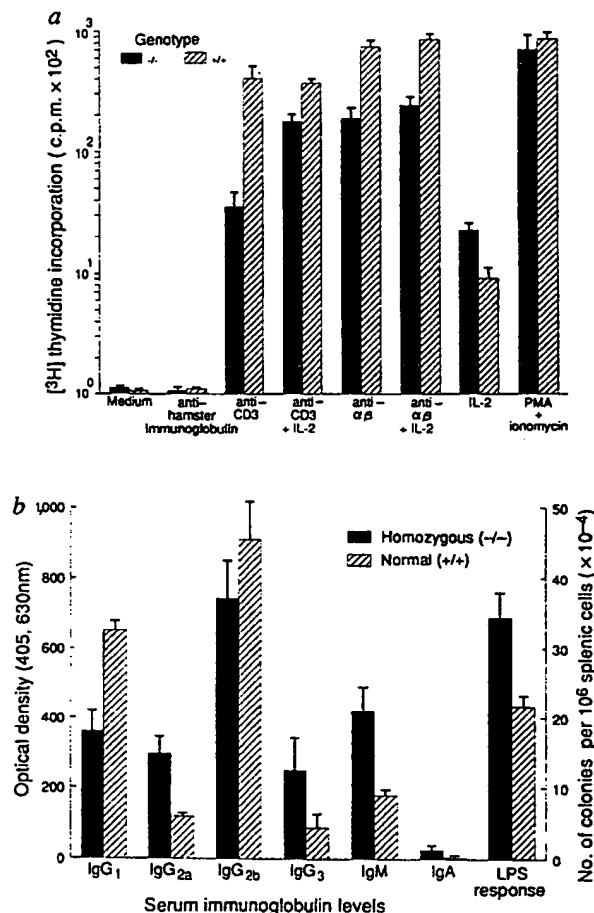 a
Genotype
-/- +/+
[³H] thymidine incorporation ( c.p.m. × 10²)
10³
10²
10¹
10⁰
Medium
anti-
hamster
immunoglobulin
anti-
CD3
anti-
CD3
+ IL-2
anti-
αβ
anti-
αβ
+ IL-2
IL-2
PMA
+
ionomycin
b
Homozygous (-/-)
Normal (+/+)
Optical density (405, 630nm)
1,000
800
600
400
200
0
No. of colonies per 10⁶ splenic cells (×10⁻⁴)
50
40
30
20
10
0
IgG₁ IgG₂ₐ IgG₂b IgG₃ IgM IgA LPS
response
Serum immunoglobulin levels